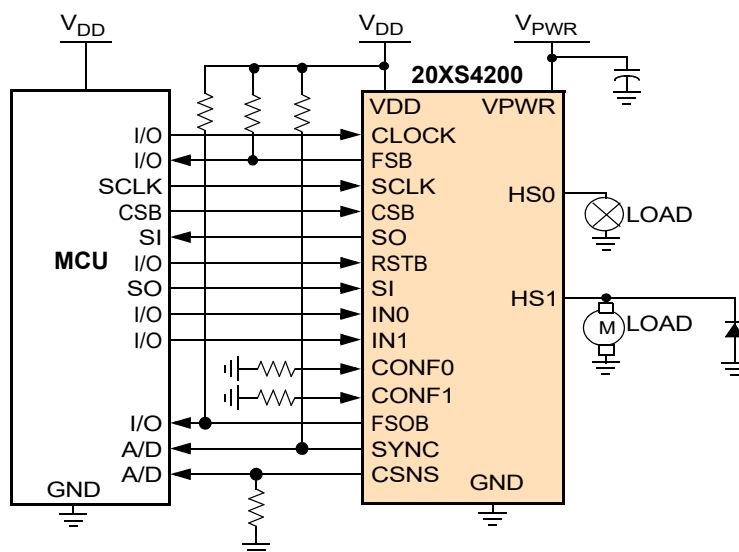 VDD
VDD
VPWR
20XS4200
VDD VPWR
I/O CLOCK
I/O FSB
SCLK SCLK
CSB CSB
HS0
LOAD
SI SO
MCU
I/O RSTB
SO SI
HS1
I/O IN0
M LOAD
I/O IN1
CONF0
CONF1
I/O FSOB
A/D SYNC
A/D CSNS
GND
GND